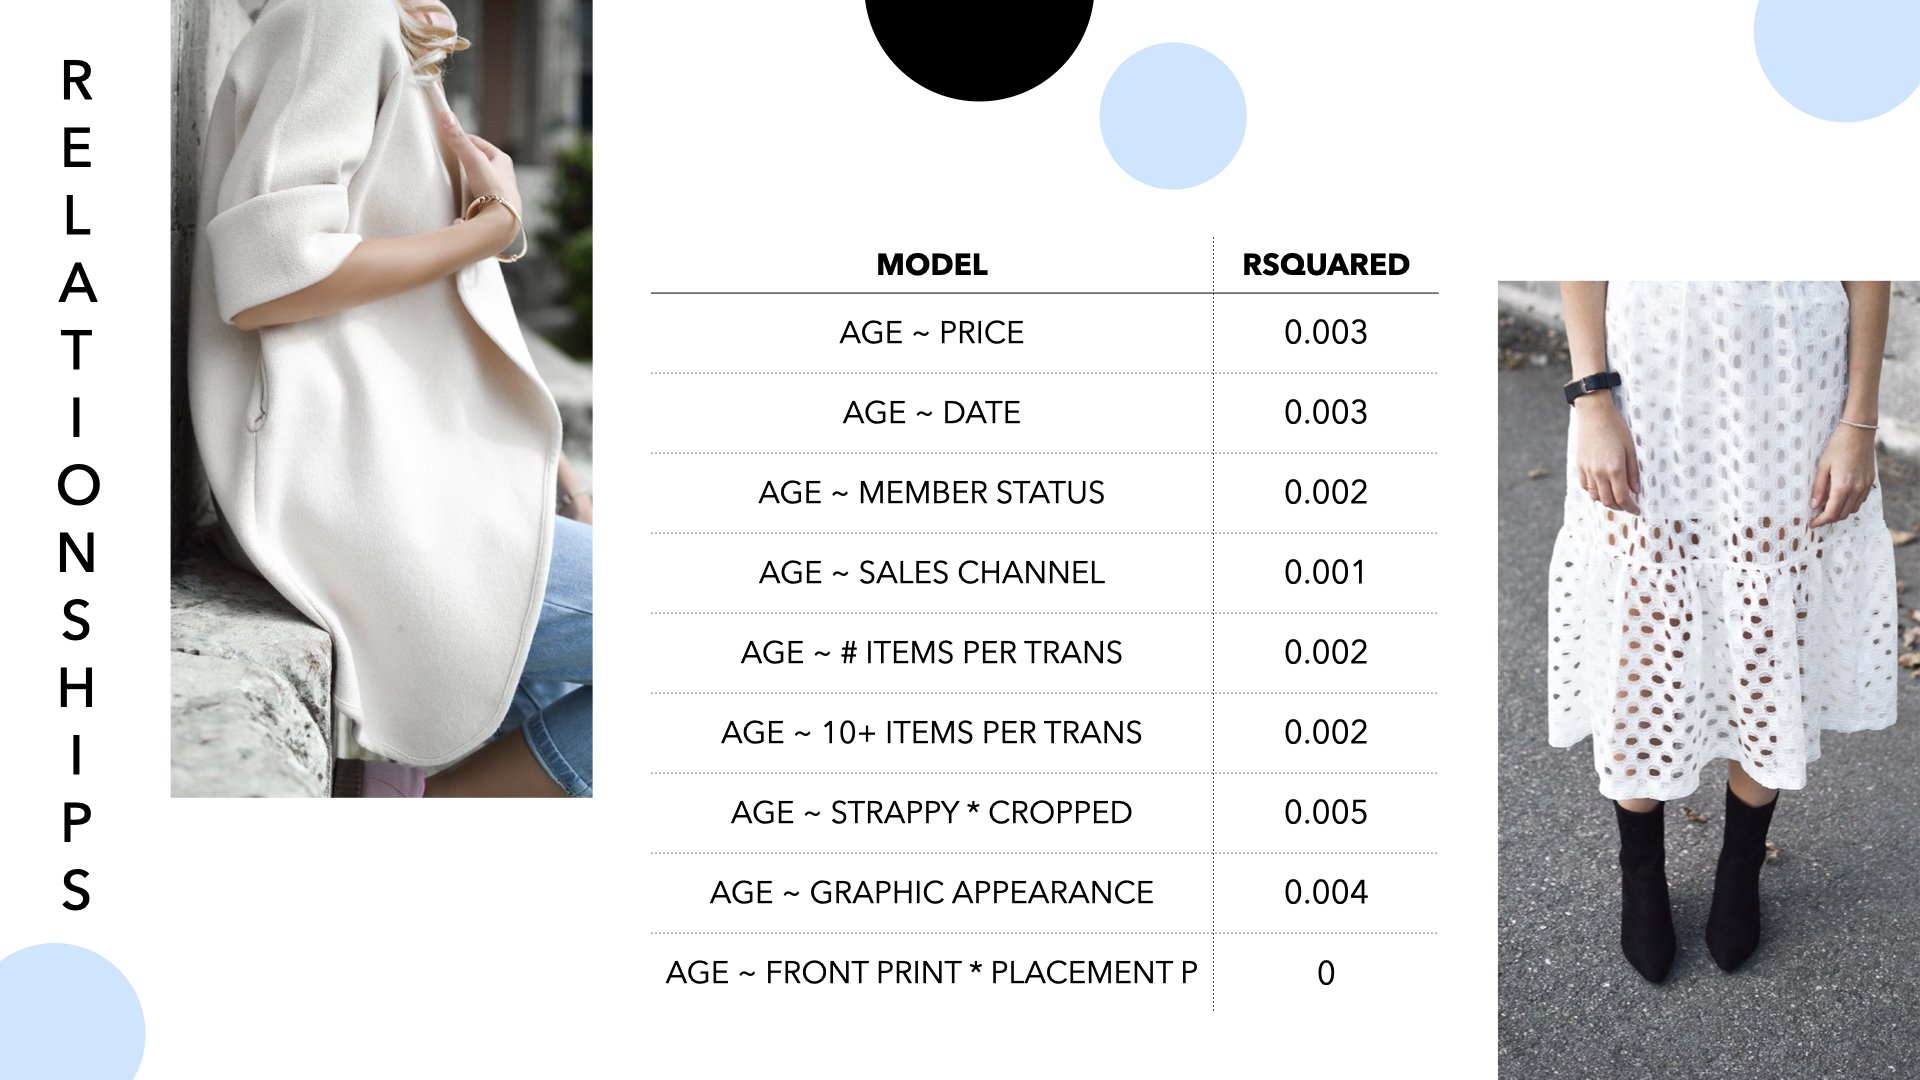 RELATIONSHIPS
MODEL RSQUARED
AGE ~ PRICE 0.003
AGE ~ DATE 0.003
AGE ~ MEMBER STATUS 0.002
AGE ~ SALES CHANNEL 0.001
AGE ~ # ITEMS PER TRANS 0.002
AGE ~ 10+ ITEMS PER TRANS 0.002
AGE ~ STRAPPY * CROPPED 0.005
AGE ~ GRAPHIC APPEARANCE 0.004
AGE ~ FRONT PRINT * PLACEMENT P 0